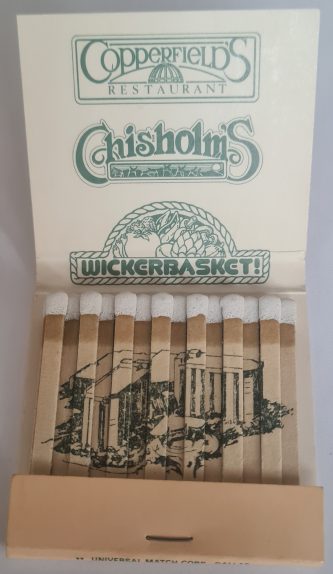 COPPERFIELD'S
RESTAURANT
Chisholm's
WICKERBASKET!
UNIVERSAL MATCH CORP.